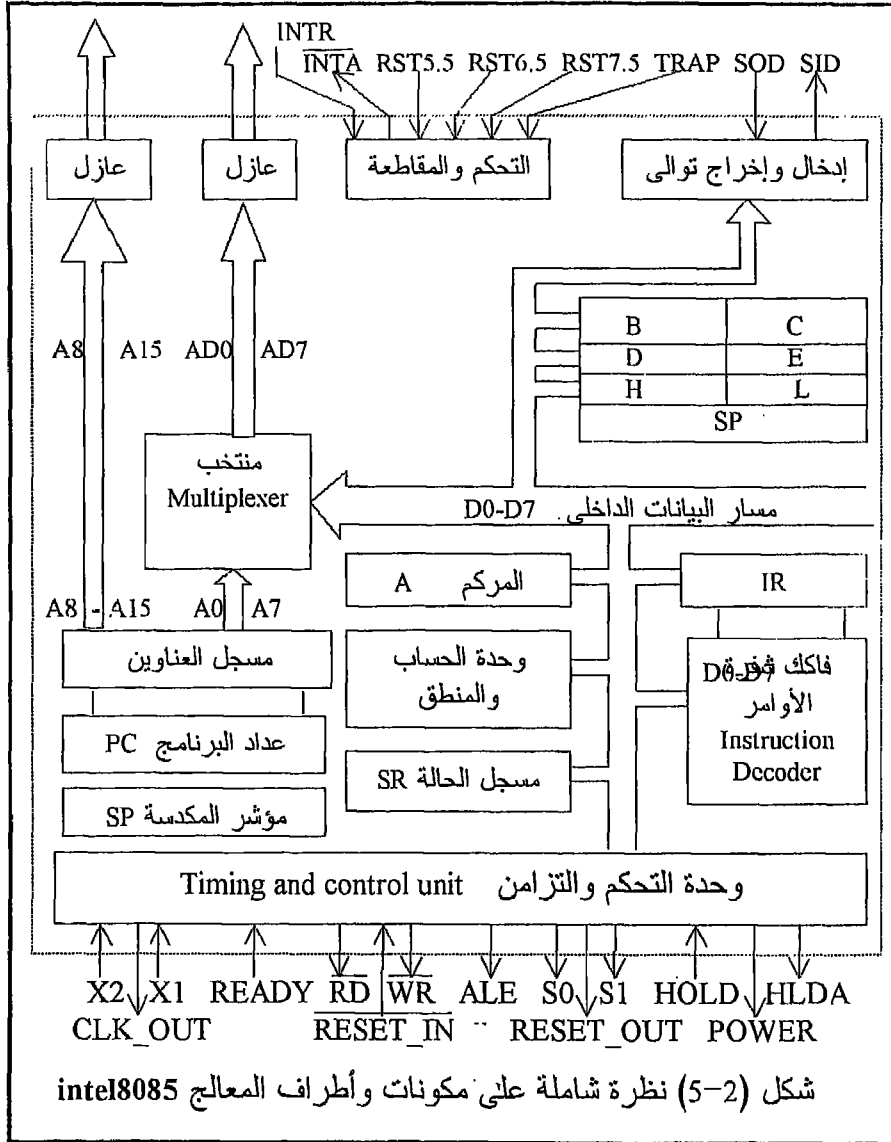 INTR
INTA RST5.5 RST6.5 RST7.5 TRAP SOD SID
عازل
عازل
التحكم والمقاطعة
إدخال وإخراج توالى
B C
D E
H L
SP
A8 A15 AD0 AD7
منتخب
Multiplexer
D0-D7 مسار البيانات الداخلى
المركم A
IR
A8 - A15 A0 A7
مسجل العناوين
وحدة الحساب
والمنطق
D0-D7
فاكك شفرة
الأوامر
Instruction
Decoder
عداد البرنامج PC
مسجل الحالة SR
مؤشر المكدسة SP
Timing and control unit وحدة التحكم والتزامن
X2 X1 READY RD WR ALE S0 S1 HOLD HLDA
CLK_OUT RESET_IN RESET_OUT POWER
شكل (2-5) نظرة شاملة على مكونات وأطراف المعالج intel8085